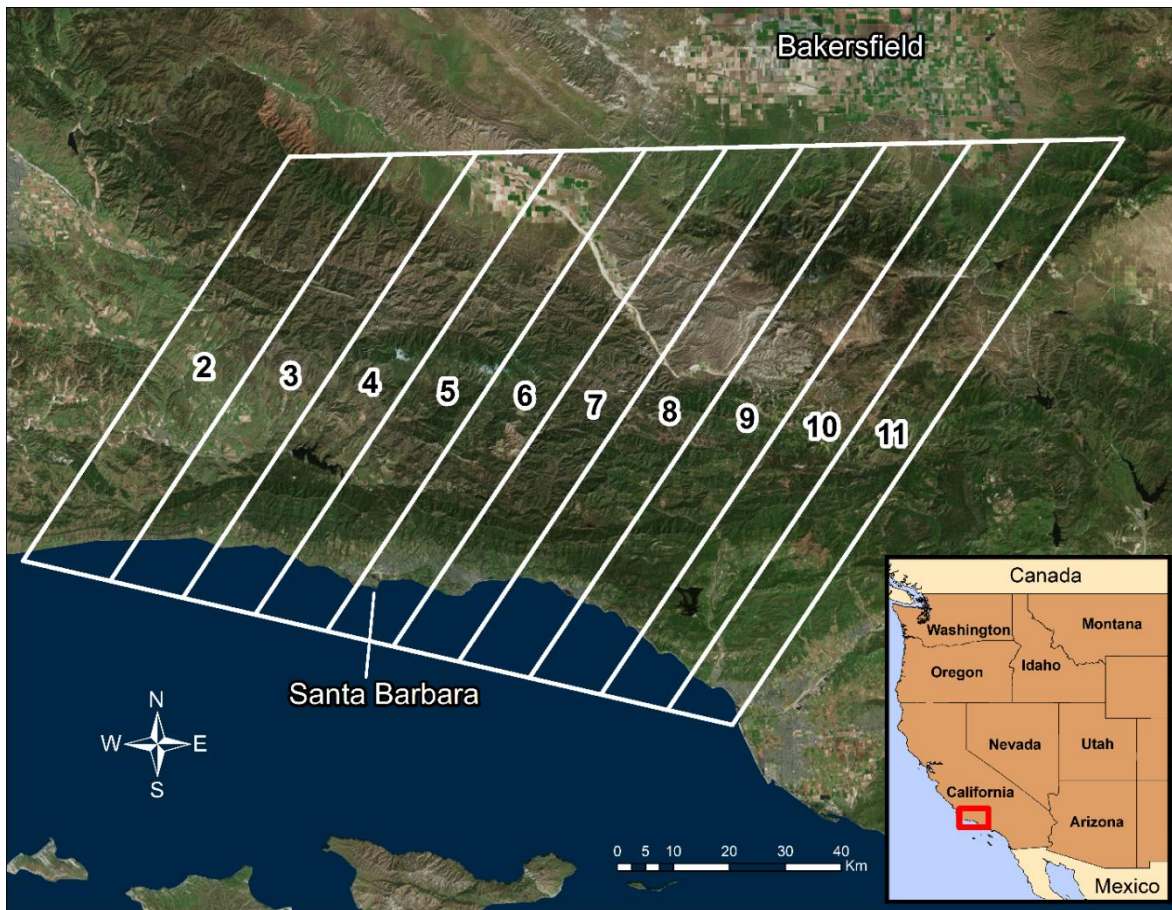 Bakersfield
2
3
4
5
6
7
8
9
10
11
Santa Barbara
N
W
E
S
0 5 10 20 30 40
Km
Canada
Washington
Montana
Oregon
Idaho
Nevada
Utah
California
Arizona
Mexico